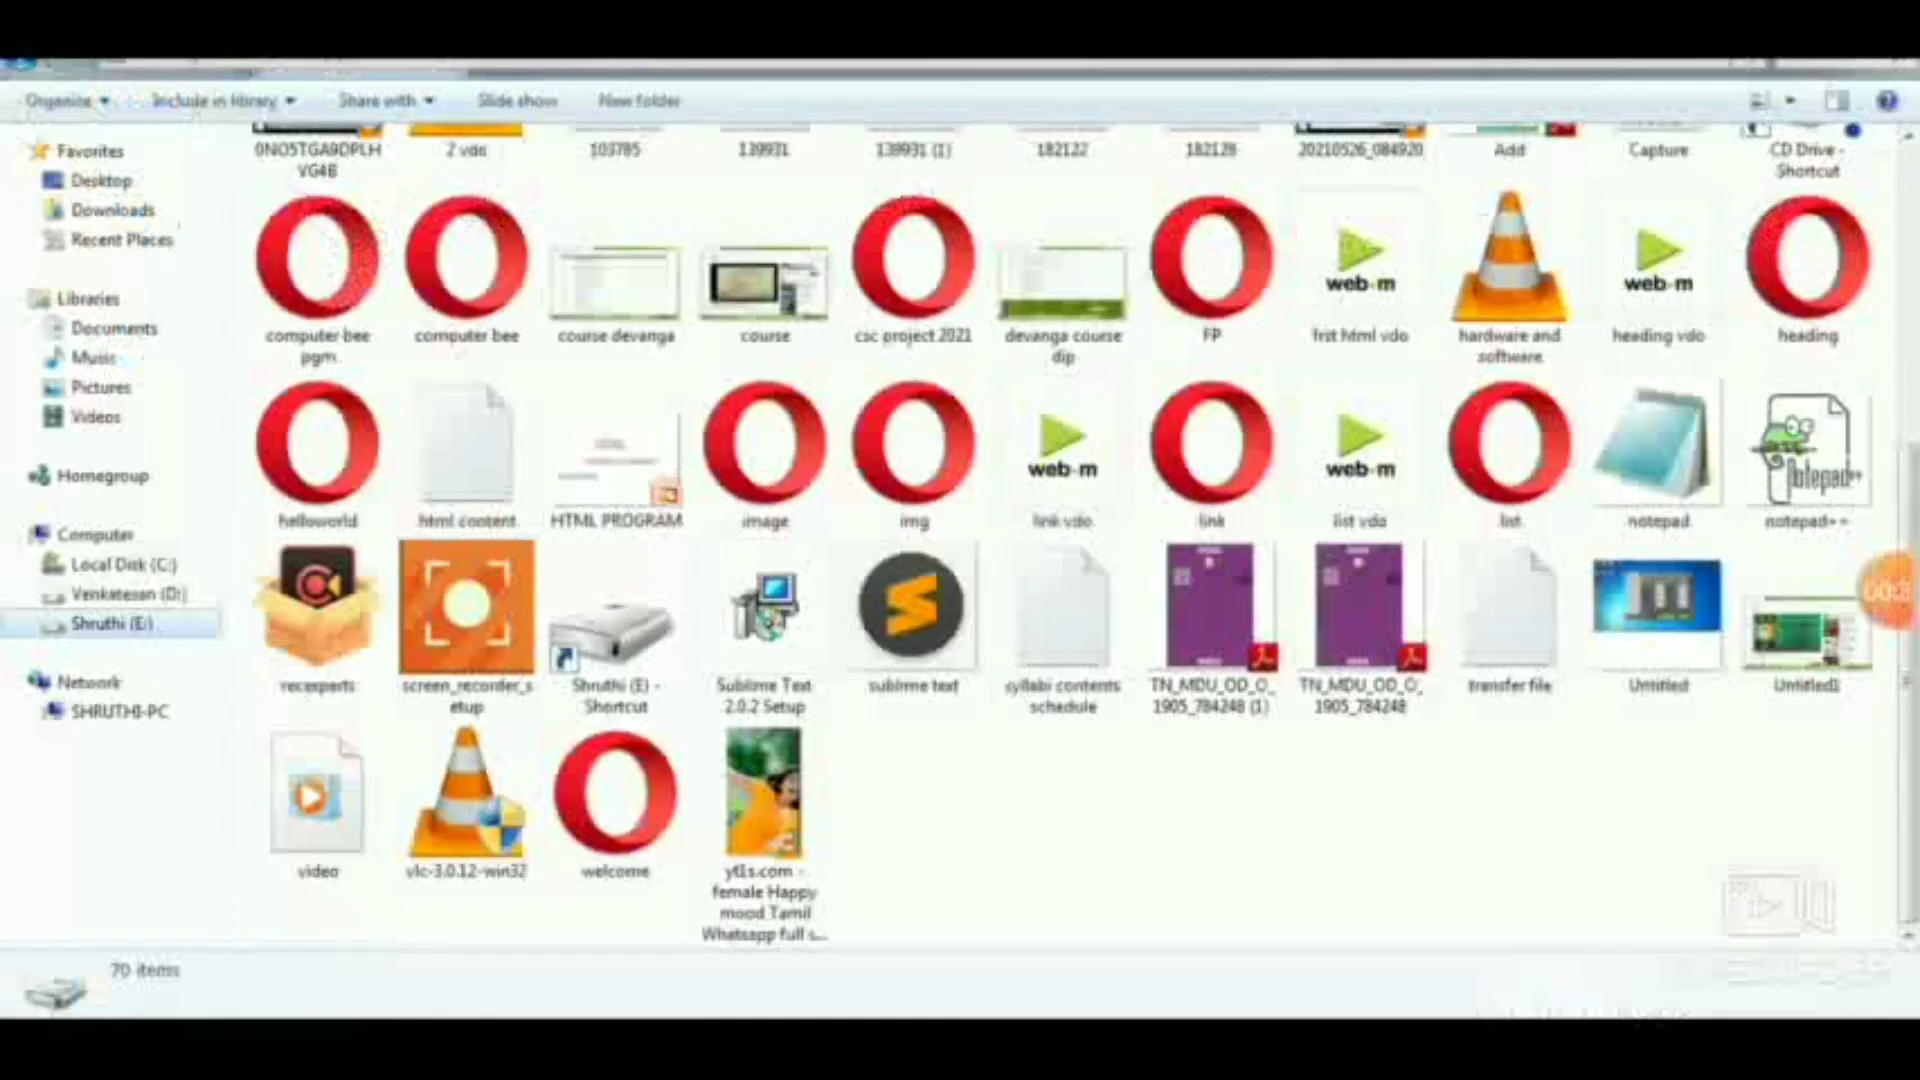 Organize
Include in library
Share with
Slide show
New folder
Favorites
Desktop
Downloads
Recent Places
Libraries
Documents
Music
Pictures
Videos
Homegroup
Computer
Local Disk (C:)
Venkatesan (D:)
Shruthi (E:)
Network
SHRUTHI-PC
0NO5TGA9DPLH
VG4B
2 vdo
103785
139931
139931 (1)
182122
182128
20210526_084920
Add
Capture
CD Drive -
Shortcut
computer bee
pgm
computer bee
course devanga
course
csc project 2021
devanga course
dip
FP
web-m
frst html vdo
hardware and
software
web-m
heading vdo
heading
helloworld
html content
HTML PROGRAM
image
img
web-m
link vdo
link
web-m
list vdo
list
notepad
Notepad++
notepad++
recexperts
screen_recorder_s
etup
Shruthi (E) -
Shortcut
Sublime Text
2.0.2 Setup
sublime text
syllabi contents
schedule
TN_MDU_OD_O_
1905_784248 (1)
TN_MDU_OD_O_
1905_784248
transfer file
Untitled
Untitled1
video
vlc-3.0.12-win32
welcome
yt1s.com -
female Happy
mood Tamil
Whatsapp full s...
70 items